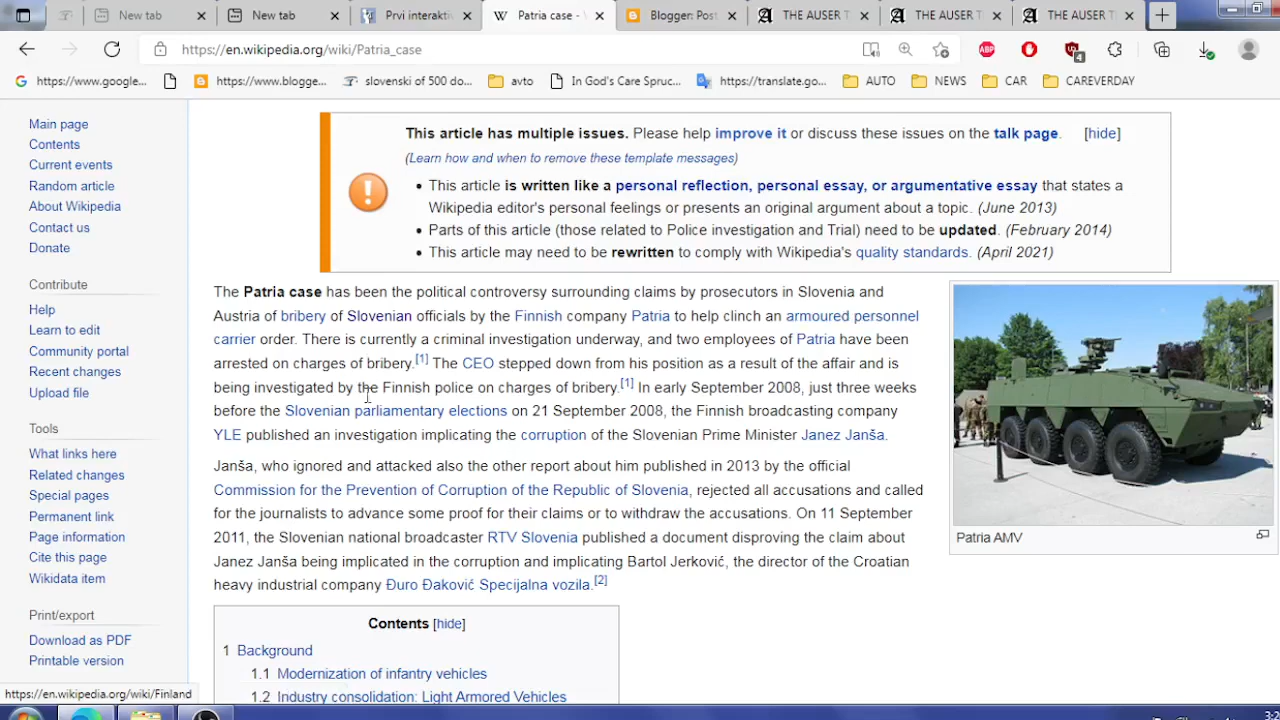 New tab
New tab
Prvi interaktiv
Patria case -
Blogger: Post
THE AUSER T
THE AUSER T
THE AUSER T
https://en.wikipedia.org/wiki/Patria_case
ABP
4
https://www.google...
https://www.blogge...
slovenski of 500 do...
avto
In God's Care Spruc...
https://translate.go...
AUTO
NEWS
CAR
CAREVERDAY
Main page
Contents
Current events
Random article
About Wikipedia
Contact us
Donate
Contribute
Help
Learn to edit
Community portal
Recent changes
Upload file
Tools
What links here
Related changes
Special pages
Permanent link
Page information
Cite this page
Wikidata item
Print/export
Download as PDF
Printable version
https://en.wikipedia.org/wiki/Finland
This article has multiple issues. Please help improve it or discuss these issues on the talk page. [hide]
(Learn how and when to remove these template messages)
• This article is written like a personal reflection, personal essay, or argumentative essay that states a
Wikipedia editor's personal feelings or presents an original argument about a topic. (June 2013)
• Parts of this article (those related to Police investigation and Trial) need to be updated. (February 2014)
• This article may need to be rewritten to comply with Wikipedia's quality standards. (April 2021)
The Patria case has been the political controversy surrounding claims by prosecutors in Slovenia and
Austria of bribery of Slovenian officials by the Finnish company Patria to help clinch an armoured personnel
carrier order. There is currently a criminal investigation underway, and two employees of Patria have been
arrested on charges of bribery.[1] The CEO stepped down from his position as a result of the affair and is
being investigated by the Finnish police on charges of bribery.[1] In early September 2008, just three weeks
before the Slovenian parliamentary elections on 21 September 2008, the Finnish broadcasting company
YLE published an investigation implicating the corruption of the Slovenian Prime Minister Janez Janša.
Janša, who ignored and attacked also the other report about him published in 2013 by the official
Commission for the Prevention of Corruption of the Republic of Slovenia, rejected all accusations and called
for the journalists to advance some proof for their claims or to withdraw the accusations. On 11 September
2011, the Slovenian national broadcaster RTV Slovenia published a document disproving the claim about
Janez Janša being implicated in the corruption and implicating Bartol Jerković, the director of the Croatian
heavy industrial company Đuro Đaković Specijalna vozila.[2]
Patria AMV
Contents [hide]
1 Background
1.1 Modernization of infantry vehicles
1.2 Industry consolidation: Light Armored Vehicles